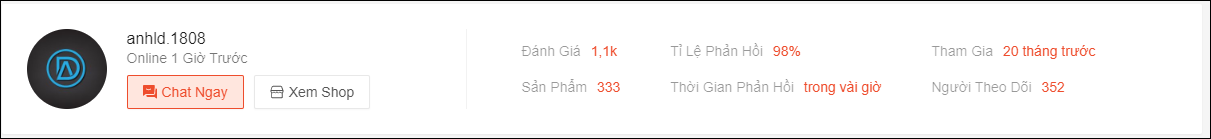 anhld.1808
Online 1 Giờ Trước
Chat Ngay Xem Shop
Đánh Giá 1,1k Tỉ Lệ Phản Hồi 98% Tham Gia 20 tháng trước
Sản Phẩm 333 Thời Gian Phản Hồi trong vài giờ Người Theo Dõi 352